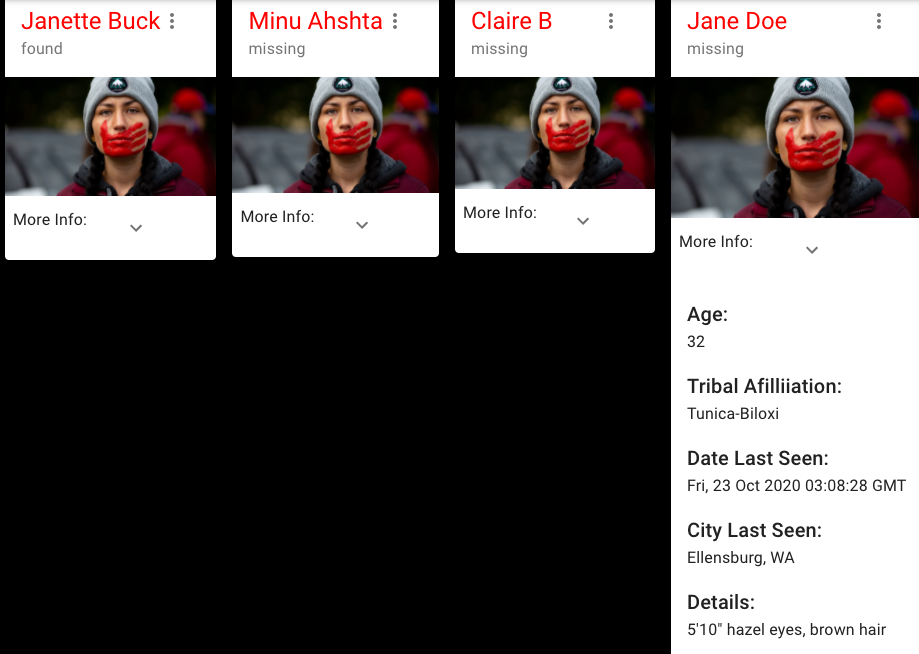 Janette Buck
found
More Info:
Minu Ahshta
missing
More Info:
Claire B
missing
More Info:
Jane Doe
missing
More Info:
Age:
32
Tribal Afilliiation:
Tunica-Biloxi
Date Last Seen:
Fri, 23 Oct 2020 03:08:28 GMT
City Last Seen:
Ellensburg, WA
Details:
5'10" hazel eyes, brown hair